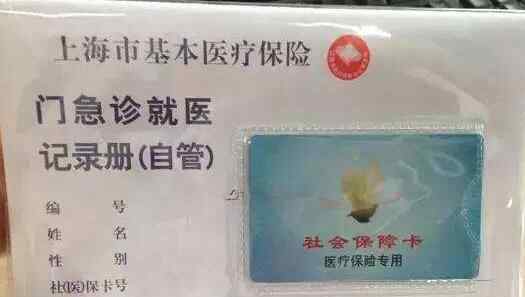 上海市基本医疗保险
门急诊就医
记录册(自管)
编 号
姓 名
性 别
社(医)保卡号
社会保障卡
医疗保险专用